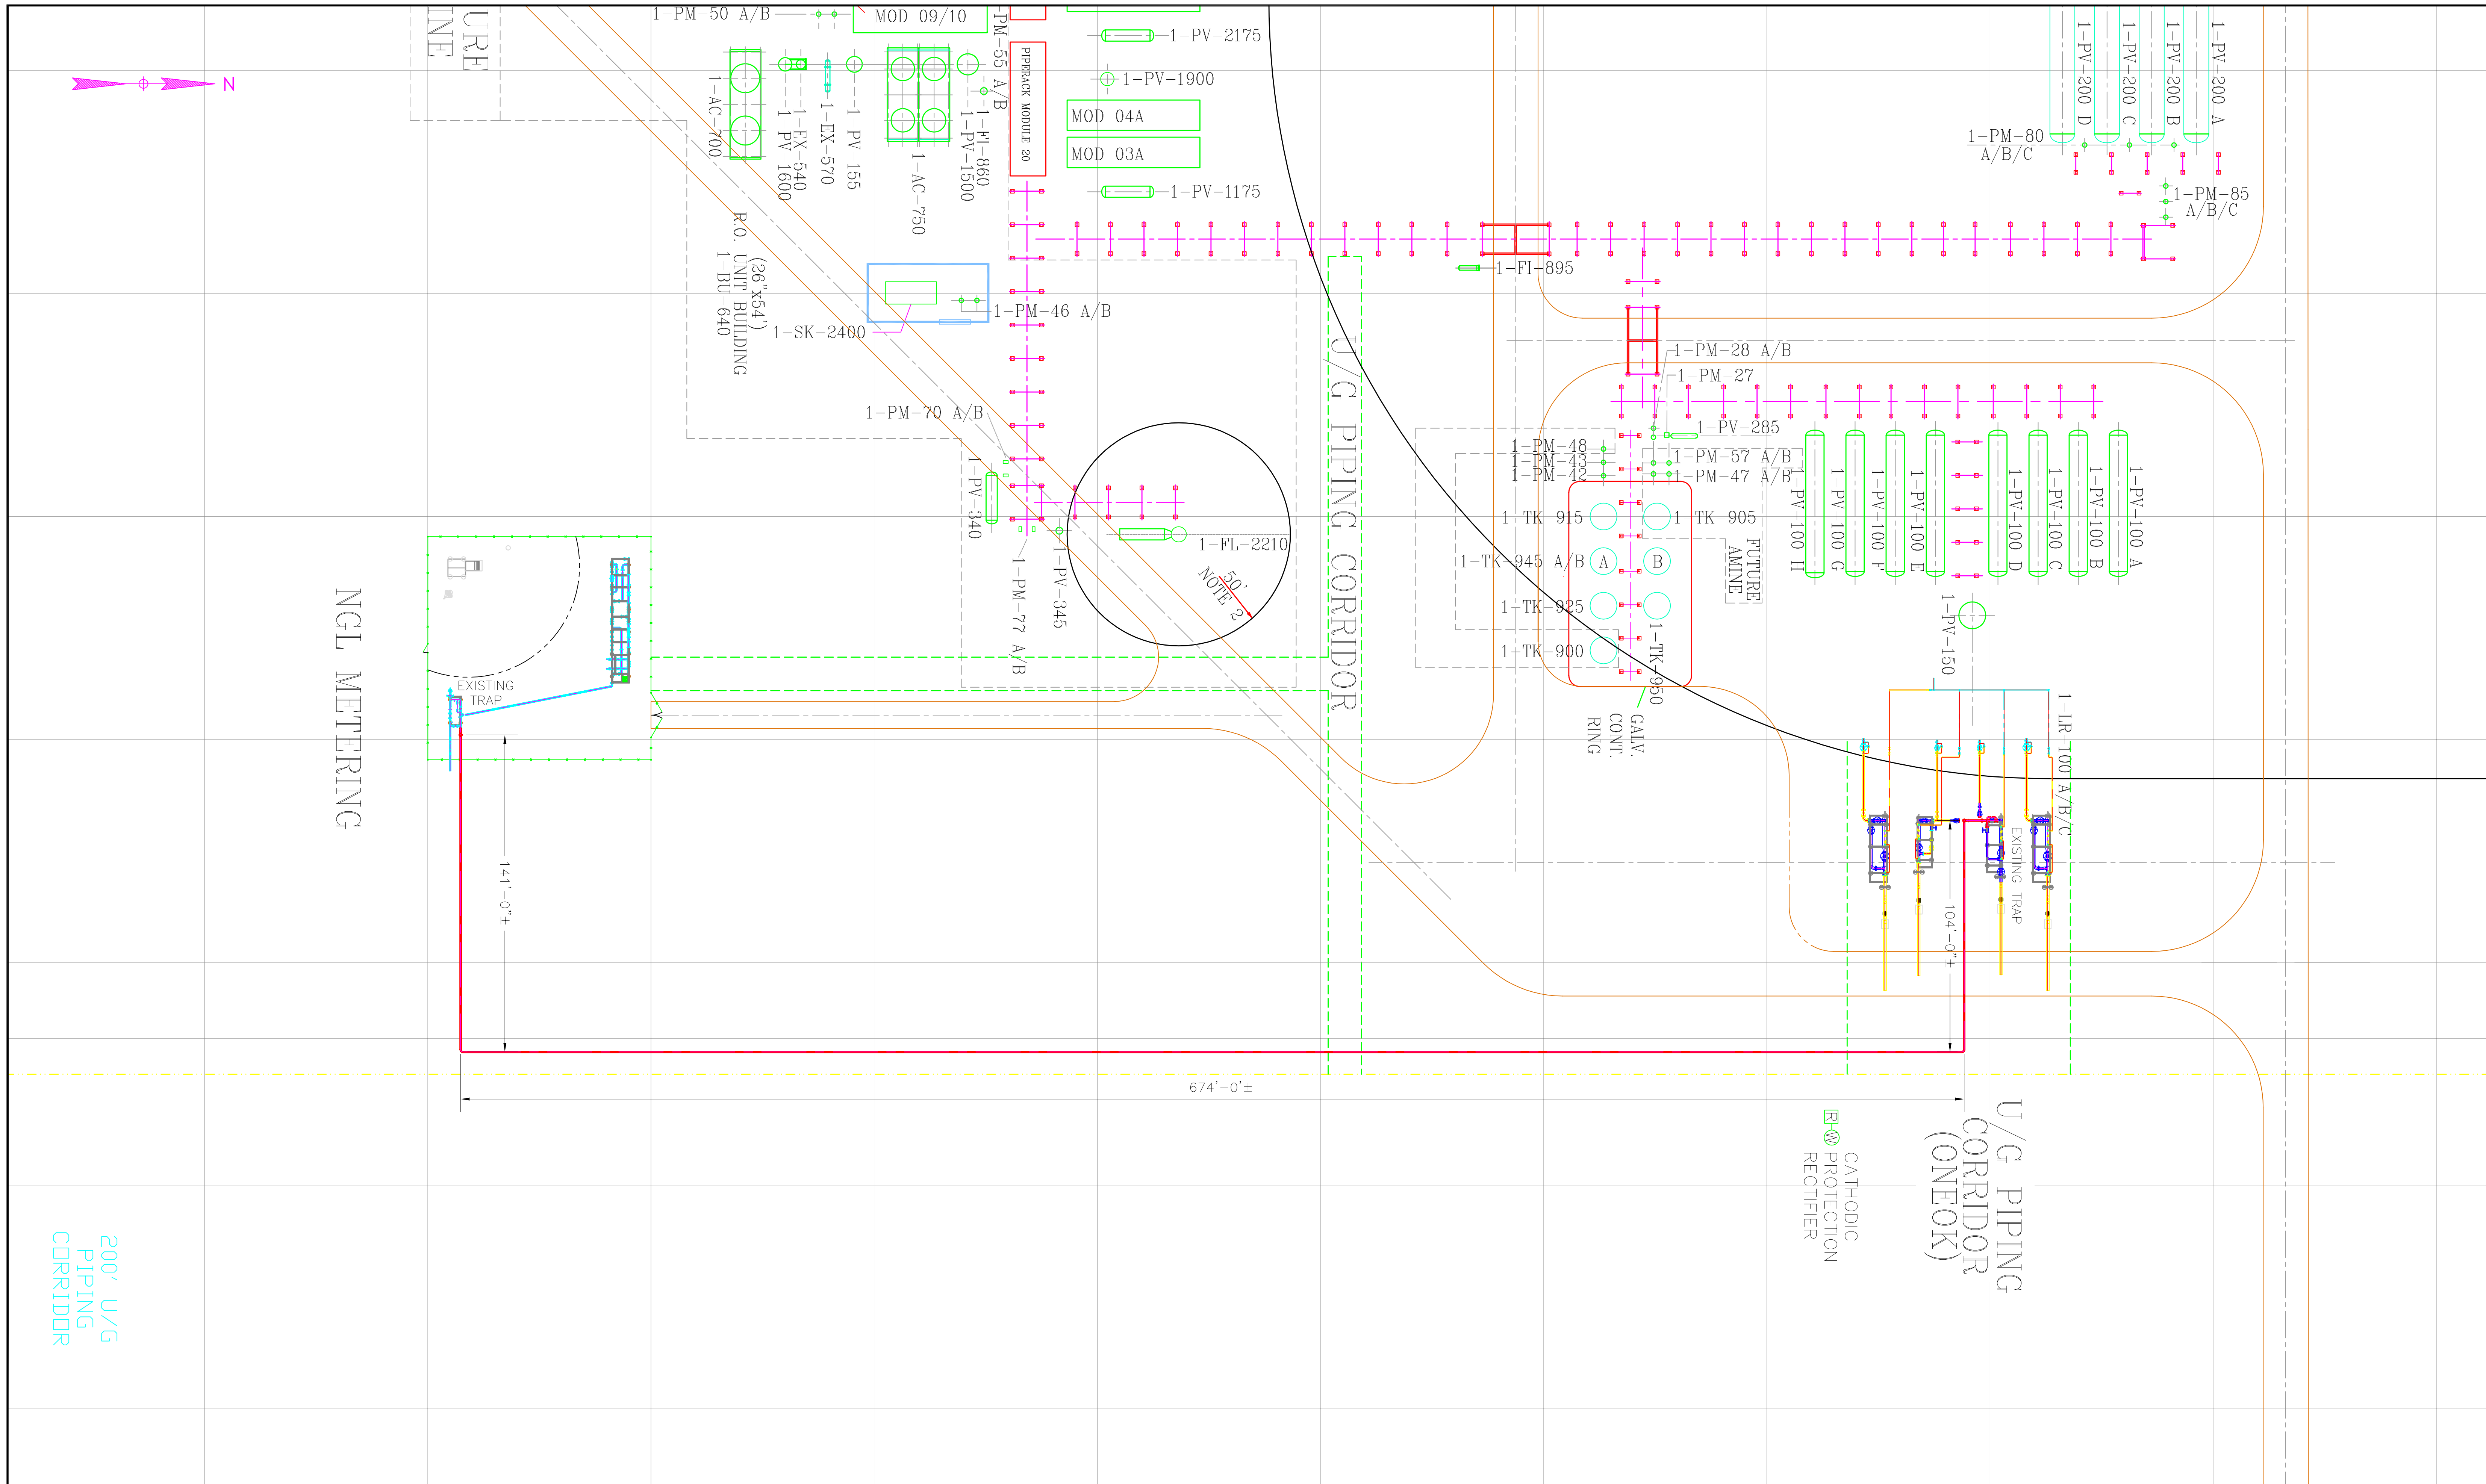 URE
INE
1-PM-50 A/B
MOD 09/10
1-PM-55 A/B
PIPERACK MODULE 20
1-PV-2175
1-PV-1900
MOD 04A
MOD 03A
1-PV-1175
N
1-AC-700
1-PV-1600
1-EX-540
1-EX-570
1-PV-155
1-AC-750
1-PV-1500
1-FI-860
1-PV-200 D
1-PV-200 C
1-PV-200 B
1-PV-200 A
1-PM-80
A/B/C
1-PM-85
A/B/C
(26'x54')
R.O. UNIT BUILDING
1-BU-640
1-PM-46 A/B
1-SK-2400
1-FI-895
1-PM-28 A/B
1-PM-27
1-PV-285
1-PM-70 A/B
1-PM-48
1-PM-43
1-PM-42
1-PM-57 A/B
1-PM-47 A/B
1-PV-340
1-PV-345
1-PM-77 A/B
1-FL-2210
50'
NOTE 2
U/G PIPING CORRIDOR
1-TK-915
1-TK-905
1-TK-945 A/B
A
B
1-TK-925
1-TK-900
1-TK-950
FUTURE
AMINE
GALV.
CONT.
RING
1-PV-100 H
1-PV-100 G
1-PV-100 F
1-PV-100 E
1-PV-100 D
1-PV-100 C
1-PV-100 B
1-PV-100 A
1-PV-150
1-LR-100 A/B/C
EXISTING TRAP
104'-0"±
NGL METERING
EXISTING
TRAP
141'-0"±
674'-0'±
R
W
CATHODIC
PROTECTION
RECTIFIER
U/G PIPING
CORRIDOR
(ONEOK)
200' U/G
PIPING
CORRIDOR